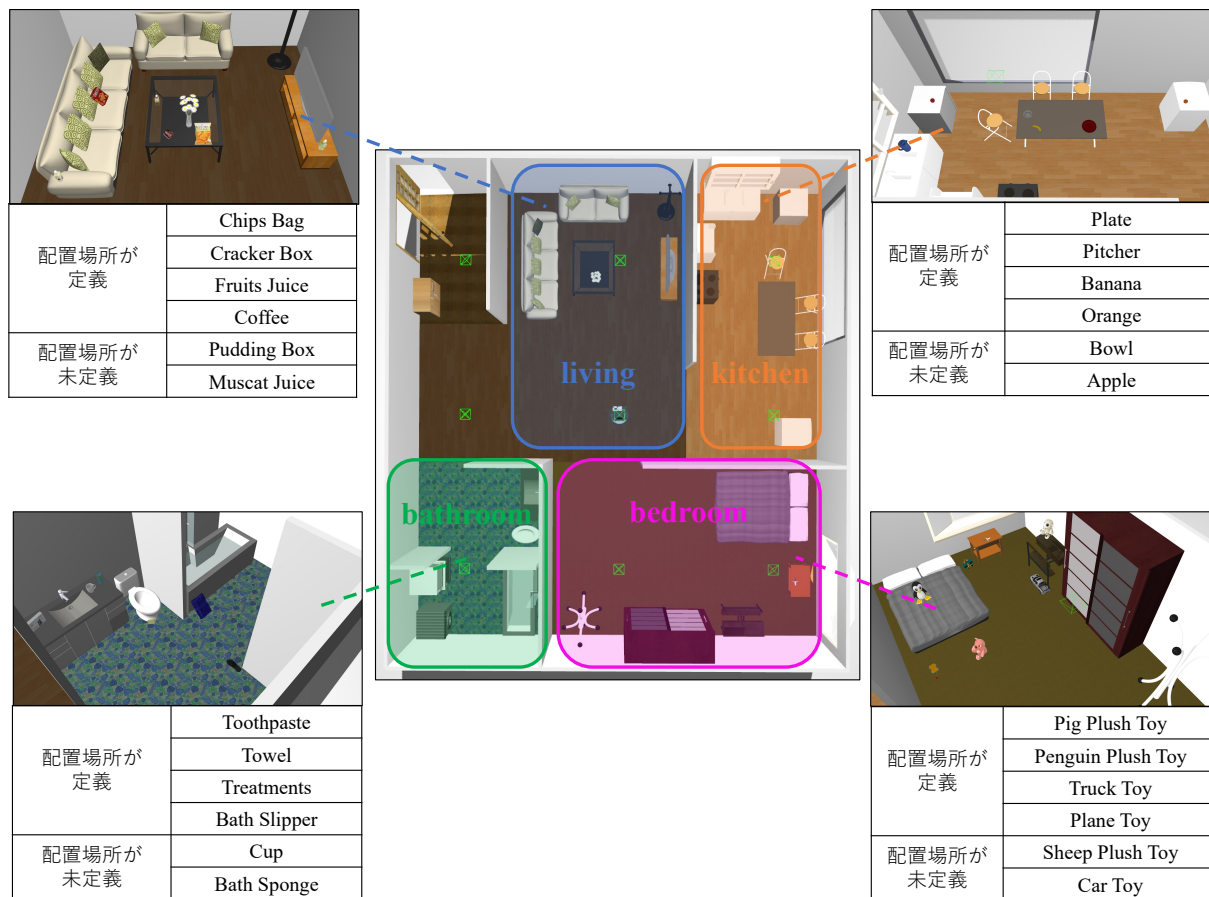 配置場所が
定義
Chips Bag
Cracker Box
Fruits Juice
Coffee
配置場所が
未定義
Pudding Box
Muscat Juice
配置場所が
定義
Plate
Pitcher
Banana
Orange
配置場所が
未定義
Bowl
Apple
living
kitchen
bathroom
bedroom
配置場所が
定義
Toothpaste
Towel
Treatments
Bath Slipper
配置場所が
未定義
Cup
Bath Sponge
配置場所が
定義
Pig Plush Toy
Penguin Plush Toy
Truck Toy
Plane Toy
配置場所が
未定義
Sheep Plush Toy
Car Toy